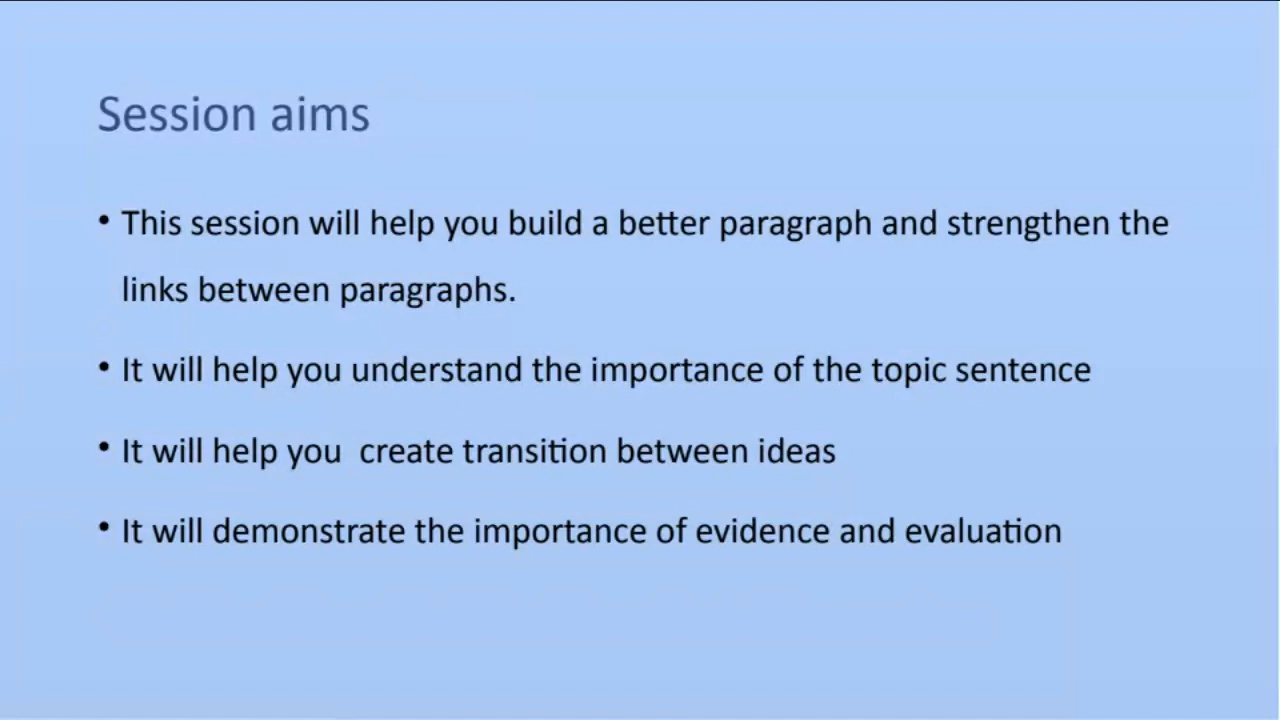 Session aims
• This session will help you build a better paragraph and strengthen the
links between paragraphs.
• It will help you understand the importance of the topic sentence
• It will help you  create transition between ideas
• It will demonstrate the importance of evidence and evaluation